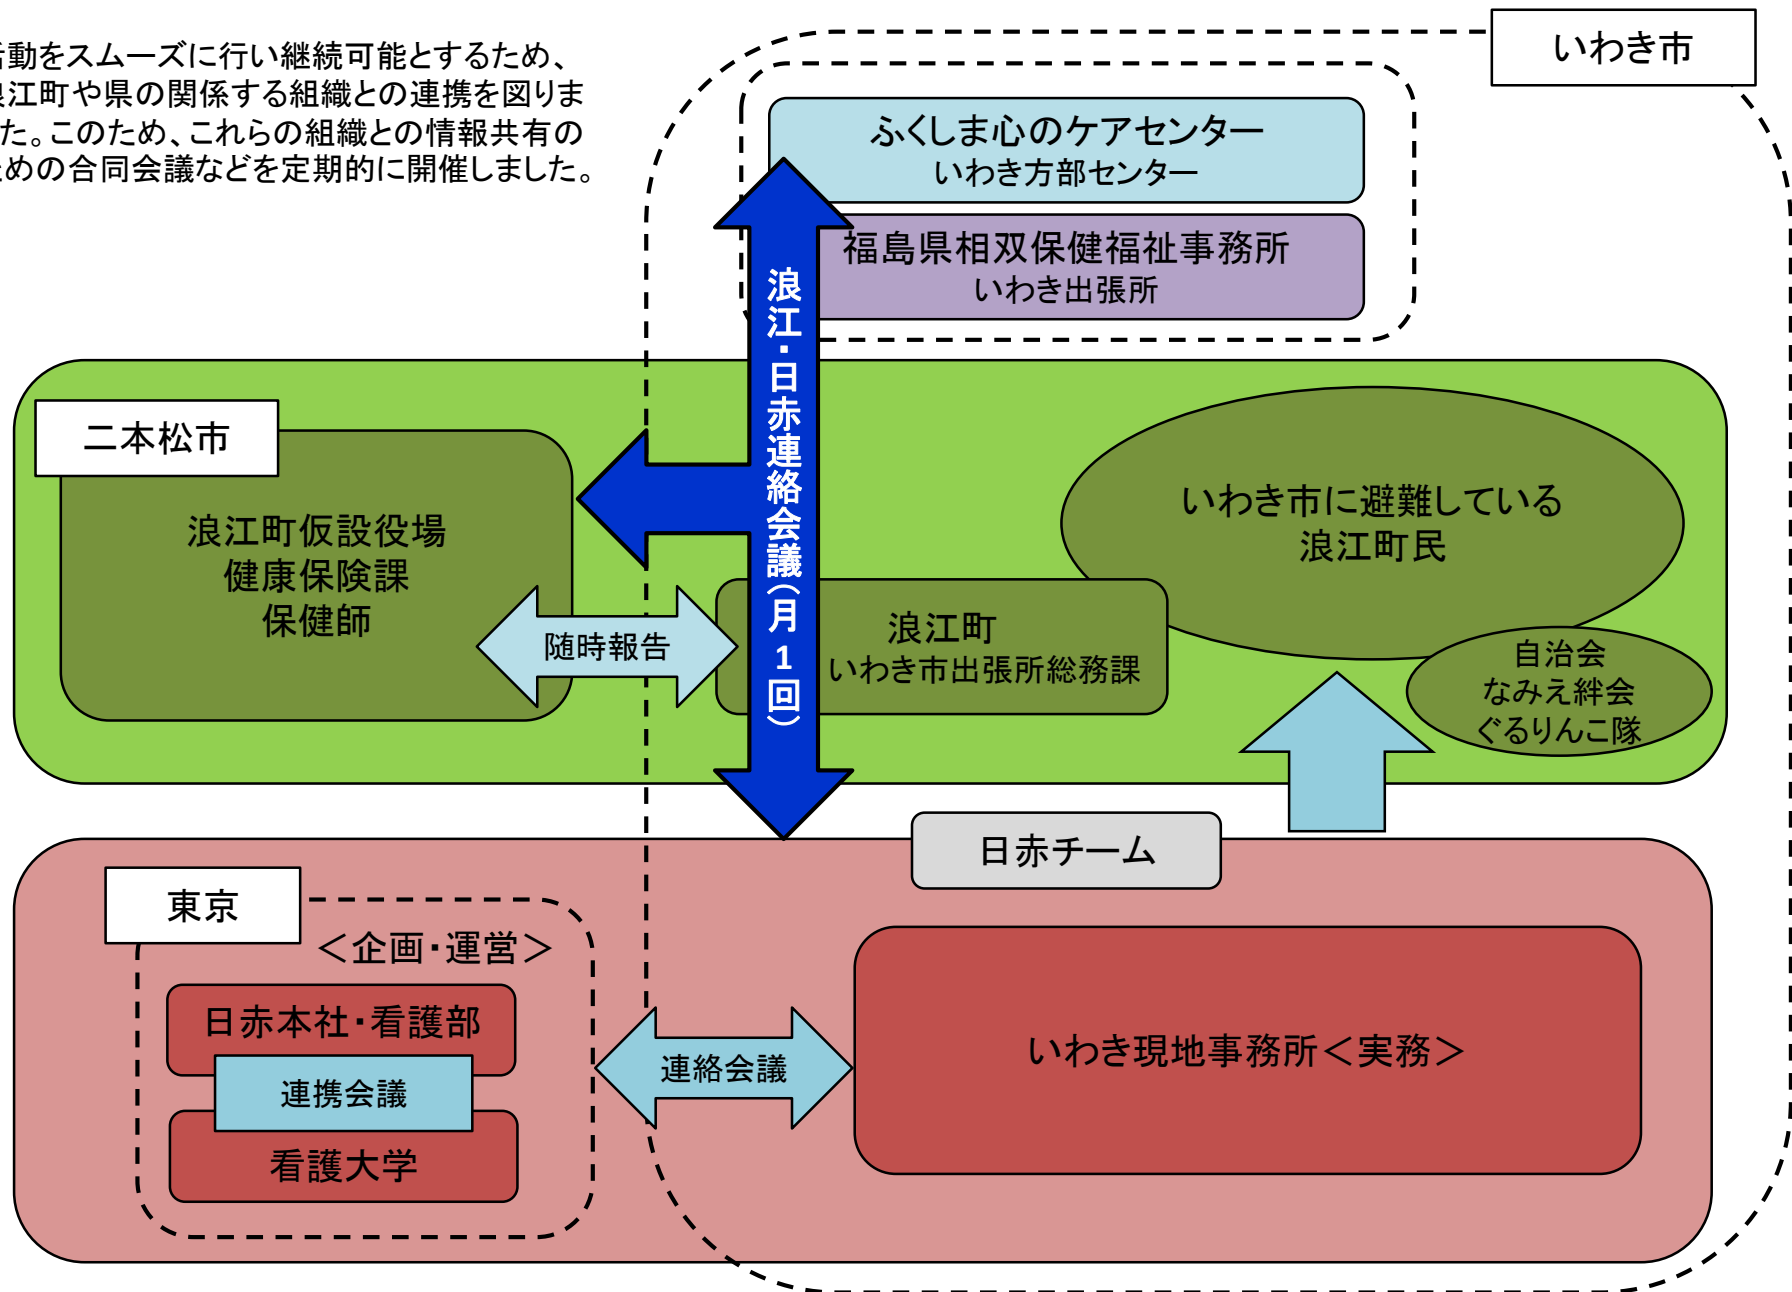 活動をスムーズに行い継続可能とするため、
浪江町や県の関係する組織との連携を図りま
した。このため、これらの組織との情報共有の
ための合同会議などを定期的に開催しました。
いわき市
ふくしま心のケアセンター
いわき方部センター
福島県相双保健福祉事務所
いわき出張所
浪江・日赤連絡会議(月1回)
二本松市
浪江町仮設役場
健康保険課
保健師
随時報告
浪江町
いわき市出張所総務課
いわき市に避難している
浪江町民
自治会
なみえ絆会
ぐるりんこ隊
日赤チーム
東京
＜企画・運営＞
日赤本社・看護部
連携会議
看護大学
連絡会議
いわき現地事務所＜実務＞